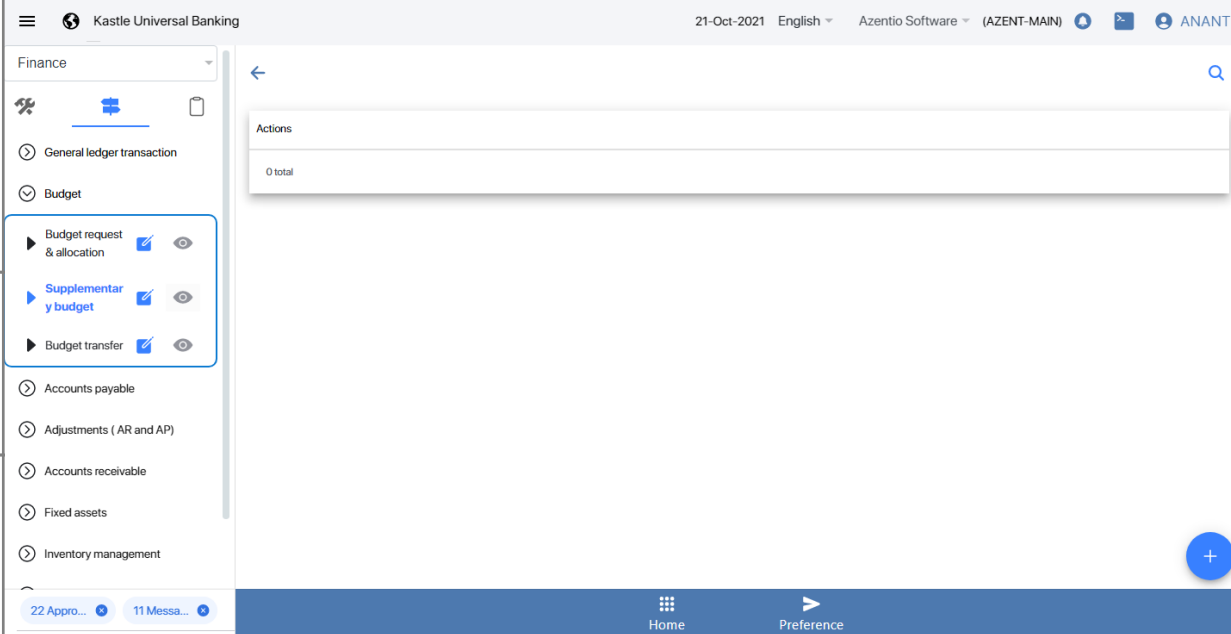 Kastle Universal Banking
21-Oct-2021 English Azentio Software (AZENT-MAIN) ANANT
Finance
Actions
0 total
General ledger transaction
Budget
Budget request
& allocation
Supplementar
y budget
Budget transfer
Accounts payable
Adjustments ( AR and AP)
Accounts receivable
Fixed assets
Inventory management
22 Appro... 11 Messa...
Home Preference